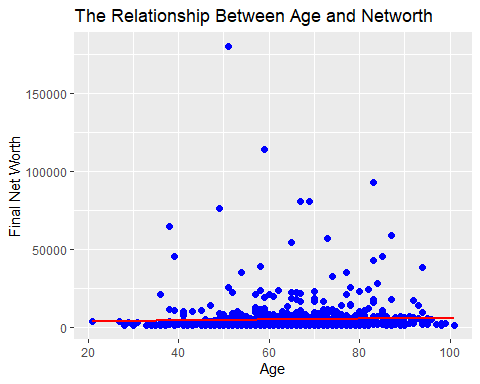 The Relationship Between Age and Networth
150000
100000
50000
0
Final Net Worth
20 40 60 80 100
Age